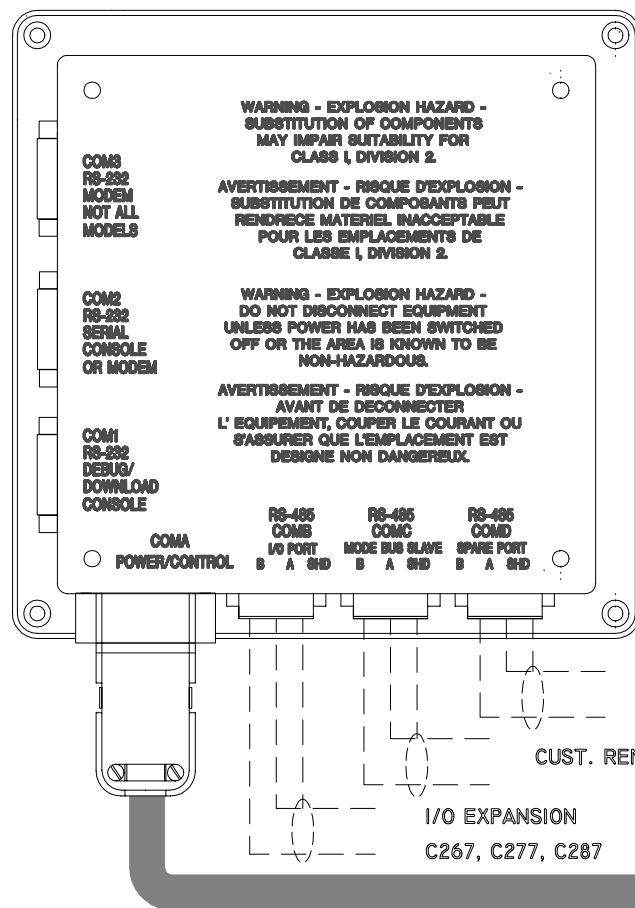 WARNING - EXPLOSION HAZARD -
SUBSTITUTION OF COMPONENTS
MAY IMPAIR SUITABILITY FOR
CLASS I, DIVISION 2.
AVERTISSEMENT - RISQUE D'EXPLOSION -
SUBSTITUTION DE COMPOSANTS PEUT
RENDRECE MATERIEL INACCEPTABLE
POUR LES EMPLACEMENTS DE
CLASSE I, DIVISION 2.
COM3
RS-232
MODEM
NOT ALL
MODELS
WARNING - EXPLOSION HAZARD -
DO NOT DISCONNECT EQUIPMENT
UNLESS POWER HAS BEEN SWITCHED
OFF OR THE AREA IS KNOWN TO BE
NON-HAZARDOUS.
COM2
RS-232
SERIAL
CONSOLE
OR MODEM
AVERTISSEMENT - RISQUE D'EXPLOSION -
AVANT DE DECONNECTER
L' EQUIPEMENT, COUPER LE COURANT OU
S'ASSURER QUE L'EMPLACEMENT EST
DESIGNE NON DANGEREUX.
COM1
RS-232
DEBUG/
DOWNLOAD
CONSOLE
COMA
POWER/CONTROL
RS-485
COMB
I/O PORT
B A SHD
RS-485
COMC
MODE BUS SLAVE
B A SHD
RS-485
COMD
SPARE PORT
B A SHD
CUST. REM
I/O EXPANSION
C267, C277, C287